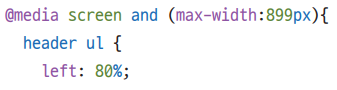 @media screen and (max-width:899px){
header ul {
left: 80%;